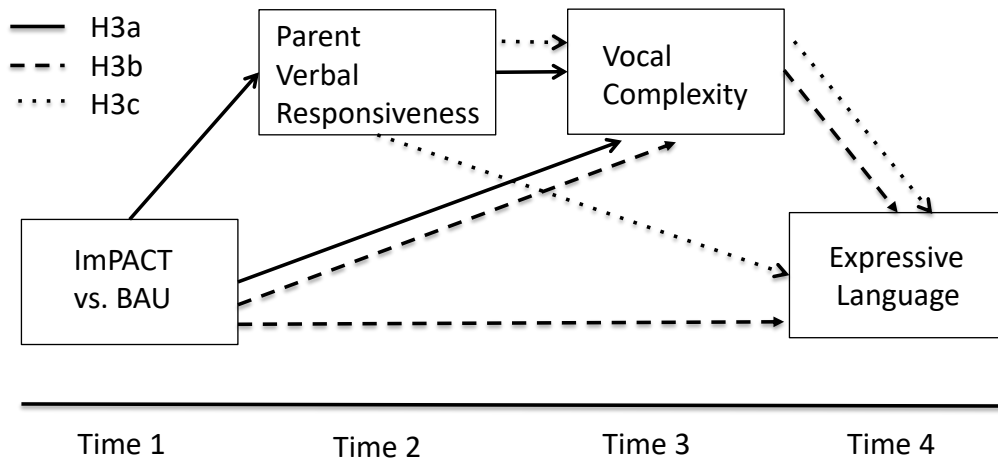 H3a
H3b
H3c
Parent
Verbal
Responsiveness
Vocal
Complexity
ImPACT
vs. BAU
Expressive
Language
Time 1
Time 2
Time 3
Time 4